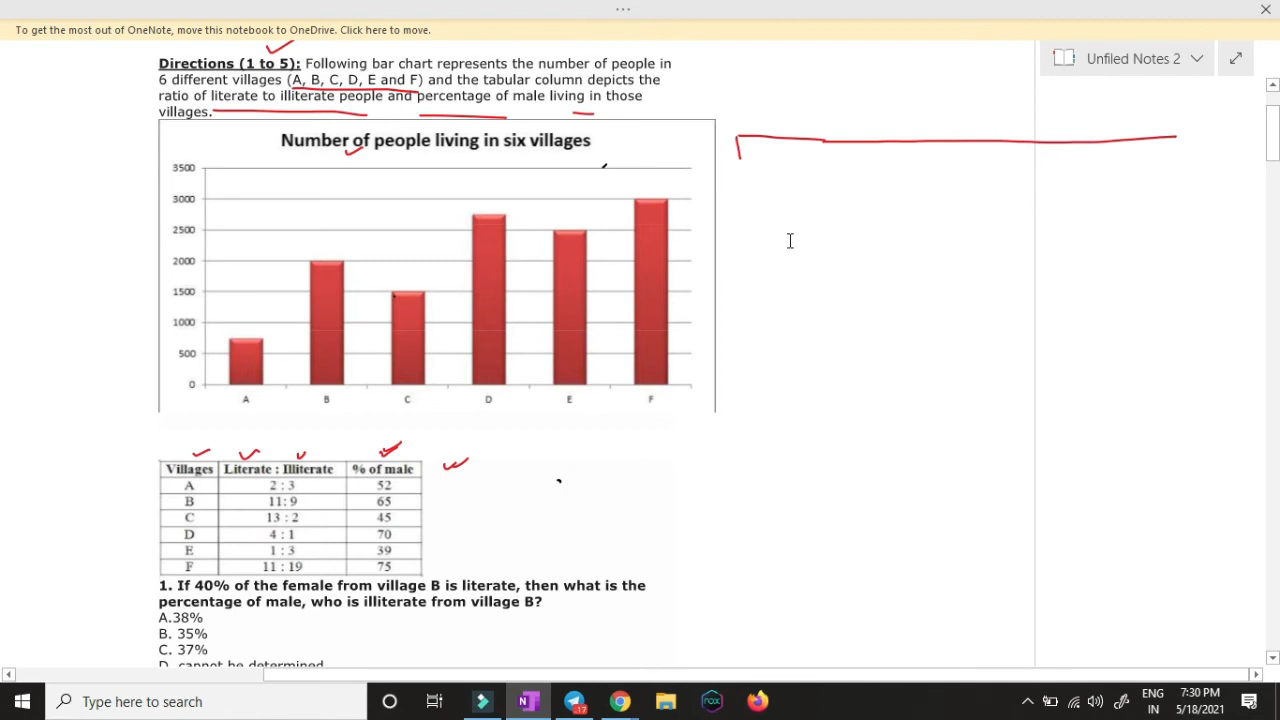 To get the most out of OneNote, move this notebook to OneDrive. Click here to move.
Unfiled Notes 2
Directions (1 to 5): Following bar chart represents the number of people in
6 different villages (A, B, C, D, E and F) and the tabular column depicts the
ratio of literate to illiterate people and percentage of male living in those
villages.
Number of people living in six villages
3500
3000
2500
2000
1500
1000
500
0
A B C D E F
Villages Literate : Illiterate % of male
A 2 : 3 52
B 11: 9 65
C 13 : 2 45
D 4 : 1 70
E 1 : 3 39
F 11 : 19 75
1. If 40% of the female from village B is literate, then what is the
percentage of male, who is illiterate from village B?
A.38%
B. 35%
C. 37%
D. cannot be determined
Type here to search
N
17
nox
ENG
IN
7:30 PM
5/18/2021